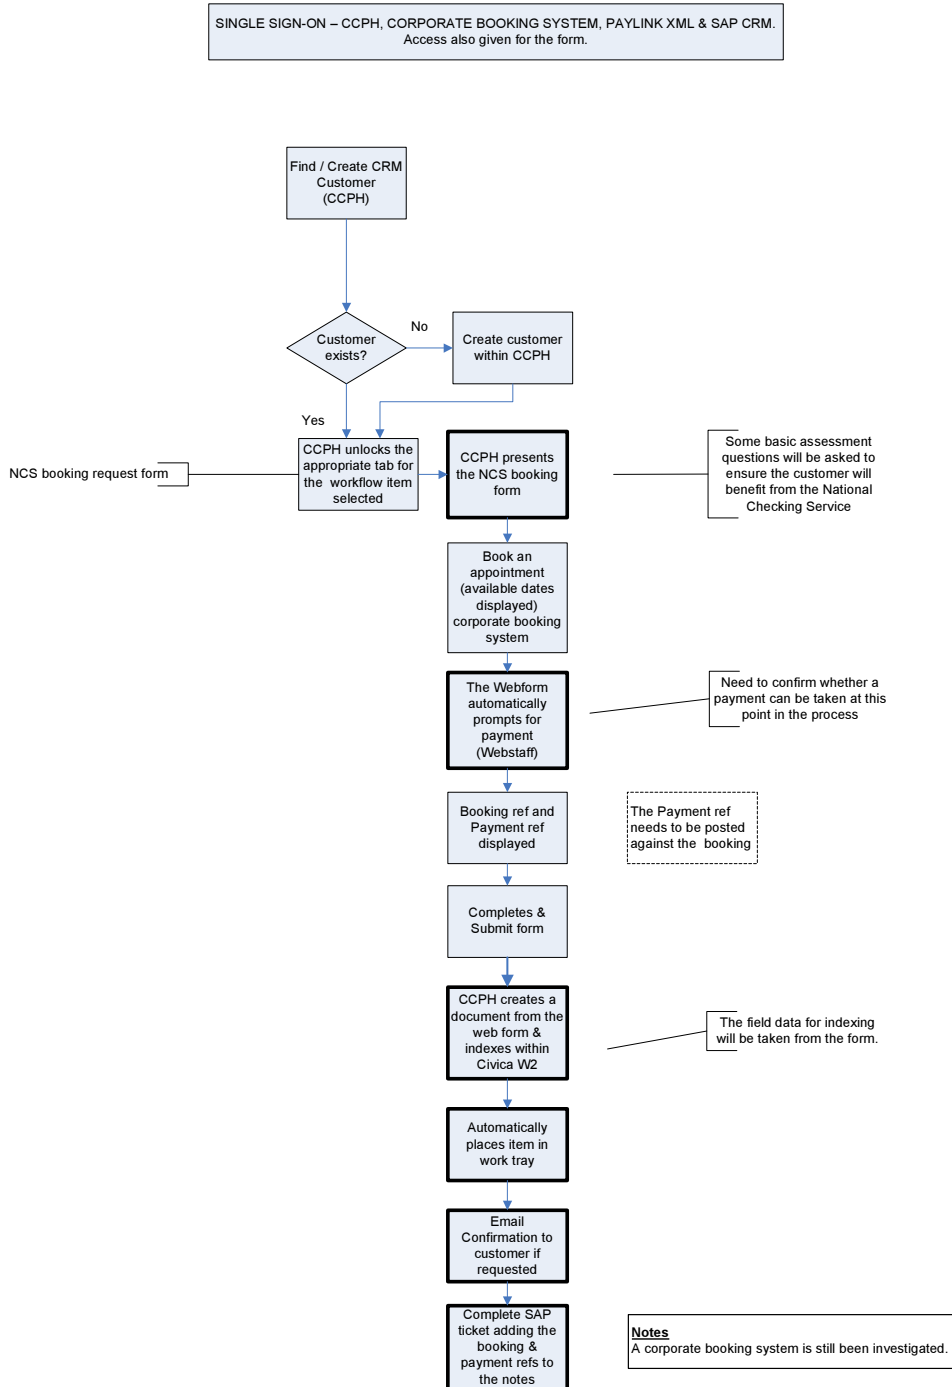 SINGLE SIGN-ON – CCPH, CORPORATE BOOKING SYSTEM, PAYLINK XML & SAP CRM.
Access also given for the form.
Find / Create CRM
Customer
(CCPH)
Customer
exists?
No
Create customer
within CCPH
Yes
NCS booking request form
CCPH unlocks the
appropriate tab for
the workflow item
selected
CCPH presents
the NCS booking
form
Some basic assessment
questions will be asked to
ensure the customer will
benefit from the National
Checking Service
Book an
appointment
(available dates
displayed)
corporate booking
system
The Webform
automatically
prompts for
payment
(Webstaff)
Need to confirm whether a
payment can be taken at this
point in the process
Booking ref and
Payment ref
displayed
The Payment ref
needs to be posted
against the booking
Completes &
Submit form
CCPH creates a
document from the
web form &
indexes within
Civica W2
The field data for indexing
will be taken from the form.
Automatically
places item in
work tray
Email
Confirmation to
customer if
requested
Complete SAP
ticket adding the
booking &
payment refs to
the notes
Notes
A corporate booking system is still been investigated.